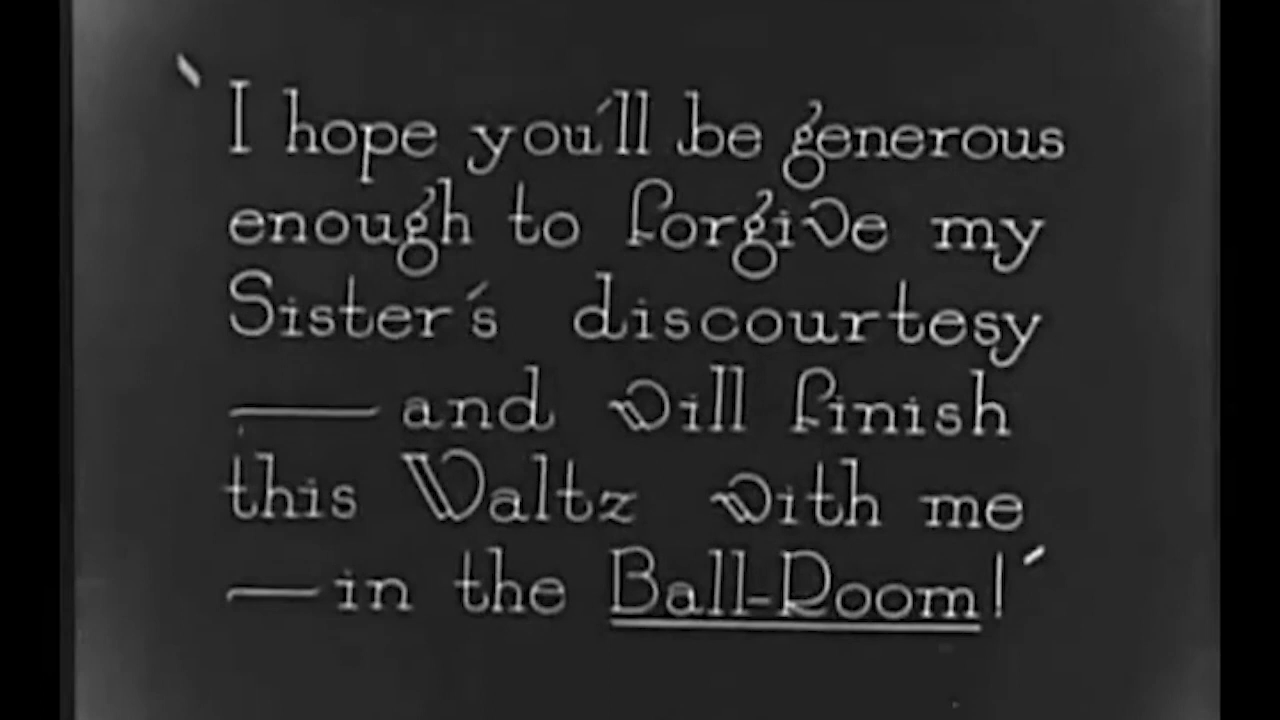 ‵I hope you'll be generous
enough to forgive my
Sister's discourtesy
— and will finish
this Waltz with me
— in the Ball-Room!′